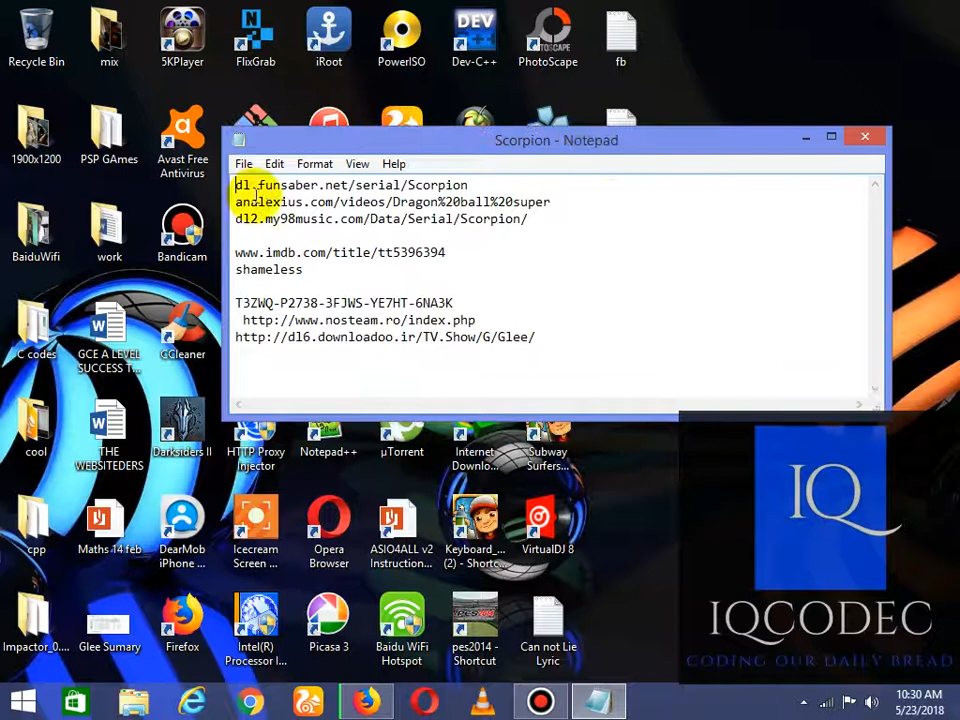 Recycle Bin
mix
5KPlayer
FlixGrab
iRoot
PowerISO
DEV
Dev-C++
PhotoScape
fb
1900x1200
PSP GAmes
Avast Free
Antivirus
Scorpion - Notepad
File Edit Format View Help
dl.funsaber.net/serial/Scorpion
analexius.com/videos/Dragon%20ball%20super
dl2.my98music.com/Data/Serial/Scorpion/
www.imdb.com/title/tt5396394
shameless
T3ZWQ-P2738-3FJWS-YE7HT-6NA3K
http://www.nosteam.ro/index.php
http://dl6.downloadoo.ir/TV.Show/G/Glee/
BaiduWifi
work
Bandicam
C codes
GCE A LEVEL
SUCCESS T...
CCleaner
cool
THE
WEBSITEDERS
Darksiders II
HTTP Proxy
Injector
Notepad++
µTorrent
Internet
Downlo...
Subway
Surfers...
cpp
Maths 14 feb
DearMob
iPhone ...
Icecream
Screen ...
Opera
Browser
ASIO4ALL v2
Instruction...
Keyboard_...
(2) - Shortc...
VirtualDJ 8
Impactor_0....
Glee Sumary
Firefox
Intel(R)
Processor I...
Picasa 3
Baidu WiFi
Hotspot
pes2014 -
Shortcut
Can not Lie
Lyric
IQ
IQCODEC
CODING OUR DAILY BREAD
10:30 AM
5/23/2018